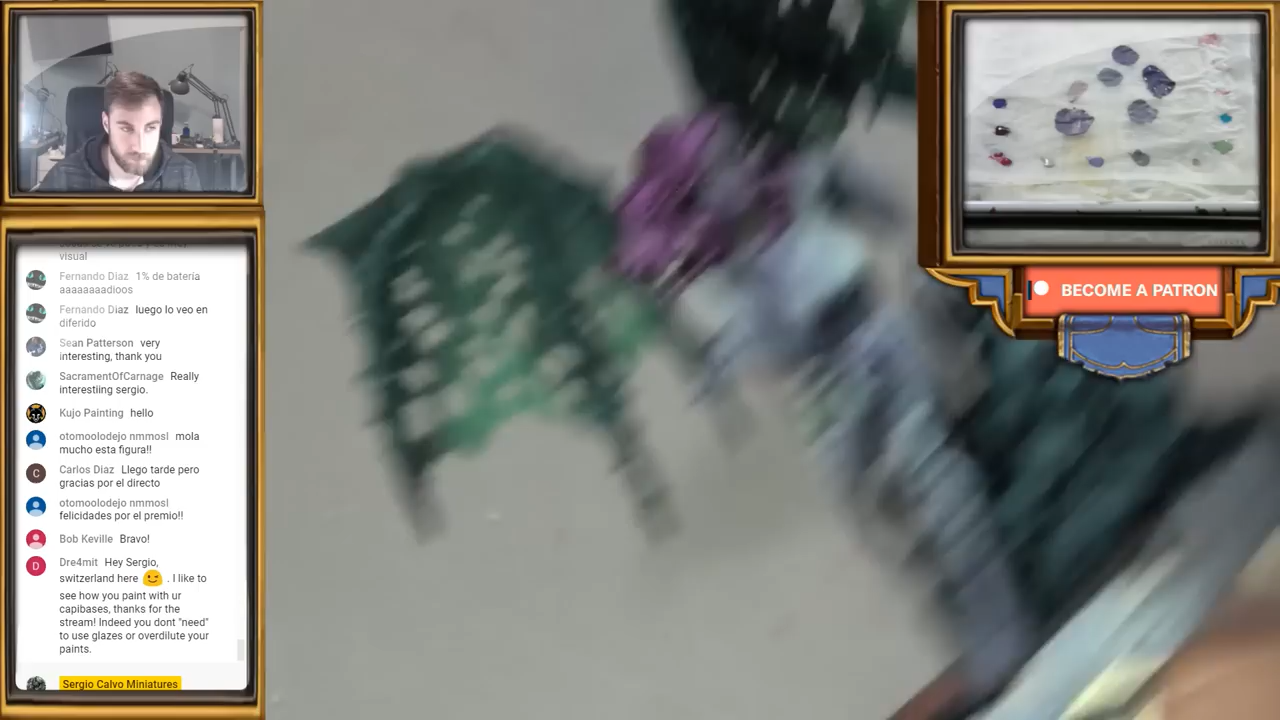 visual
Fernando Diaz 1% de batería
aaaaaaaadioos
Fernando Diaz luego lo veo en
diferido
Sean Patterson very
interesting, thank you
SacramentOfCarnage Really
interestiing sergio.
Kujo Painting hello
otomoolodejo nmmosl mola
mucho esta figura!!
C
Carlos Diaz Llego tarde pero
gracias por el directo
otomoolodejo nmmosl
felicidades por el premio!!
Bob Keville Bravo!
D
Dre4mit Hey Sergio,
switzerland here 😉 . I like to
see how you paint with ur
capibases, thanks for the
stream! Indeed you dont "need"
to use glazes or overdilute your
paints.
Sergio Calvo Miniatures
BECOME A PATRON